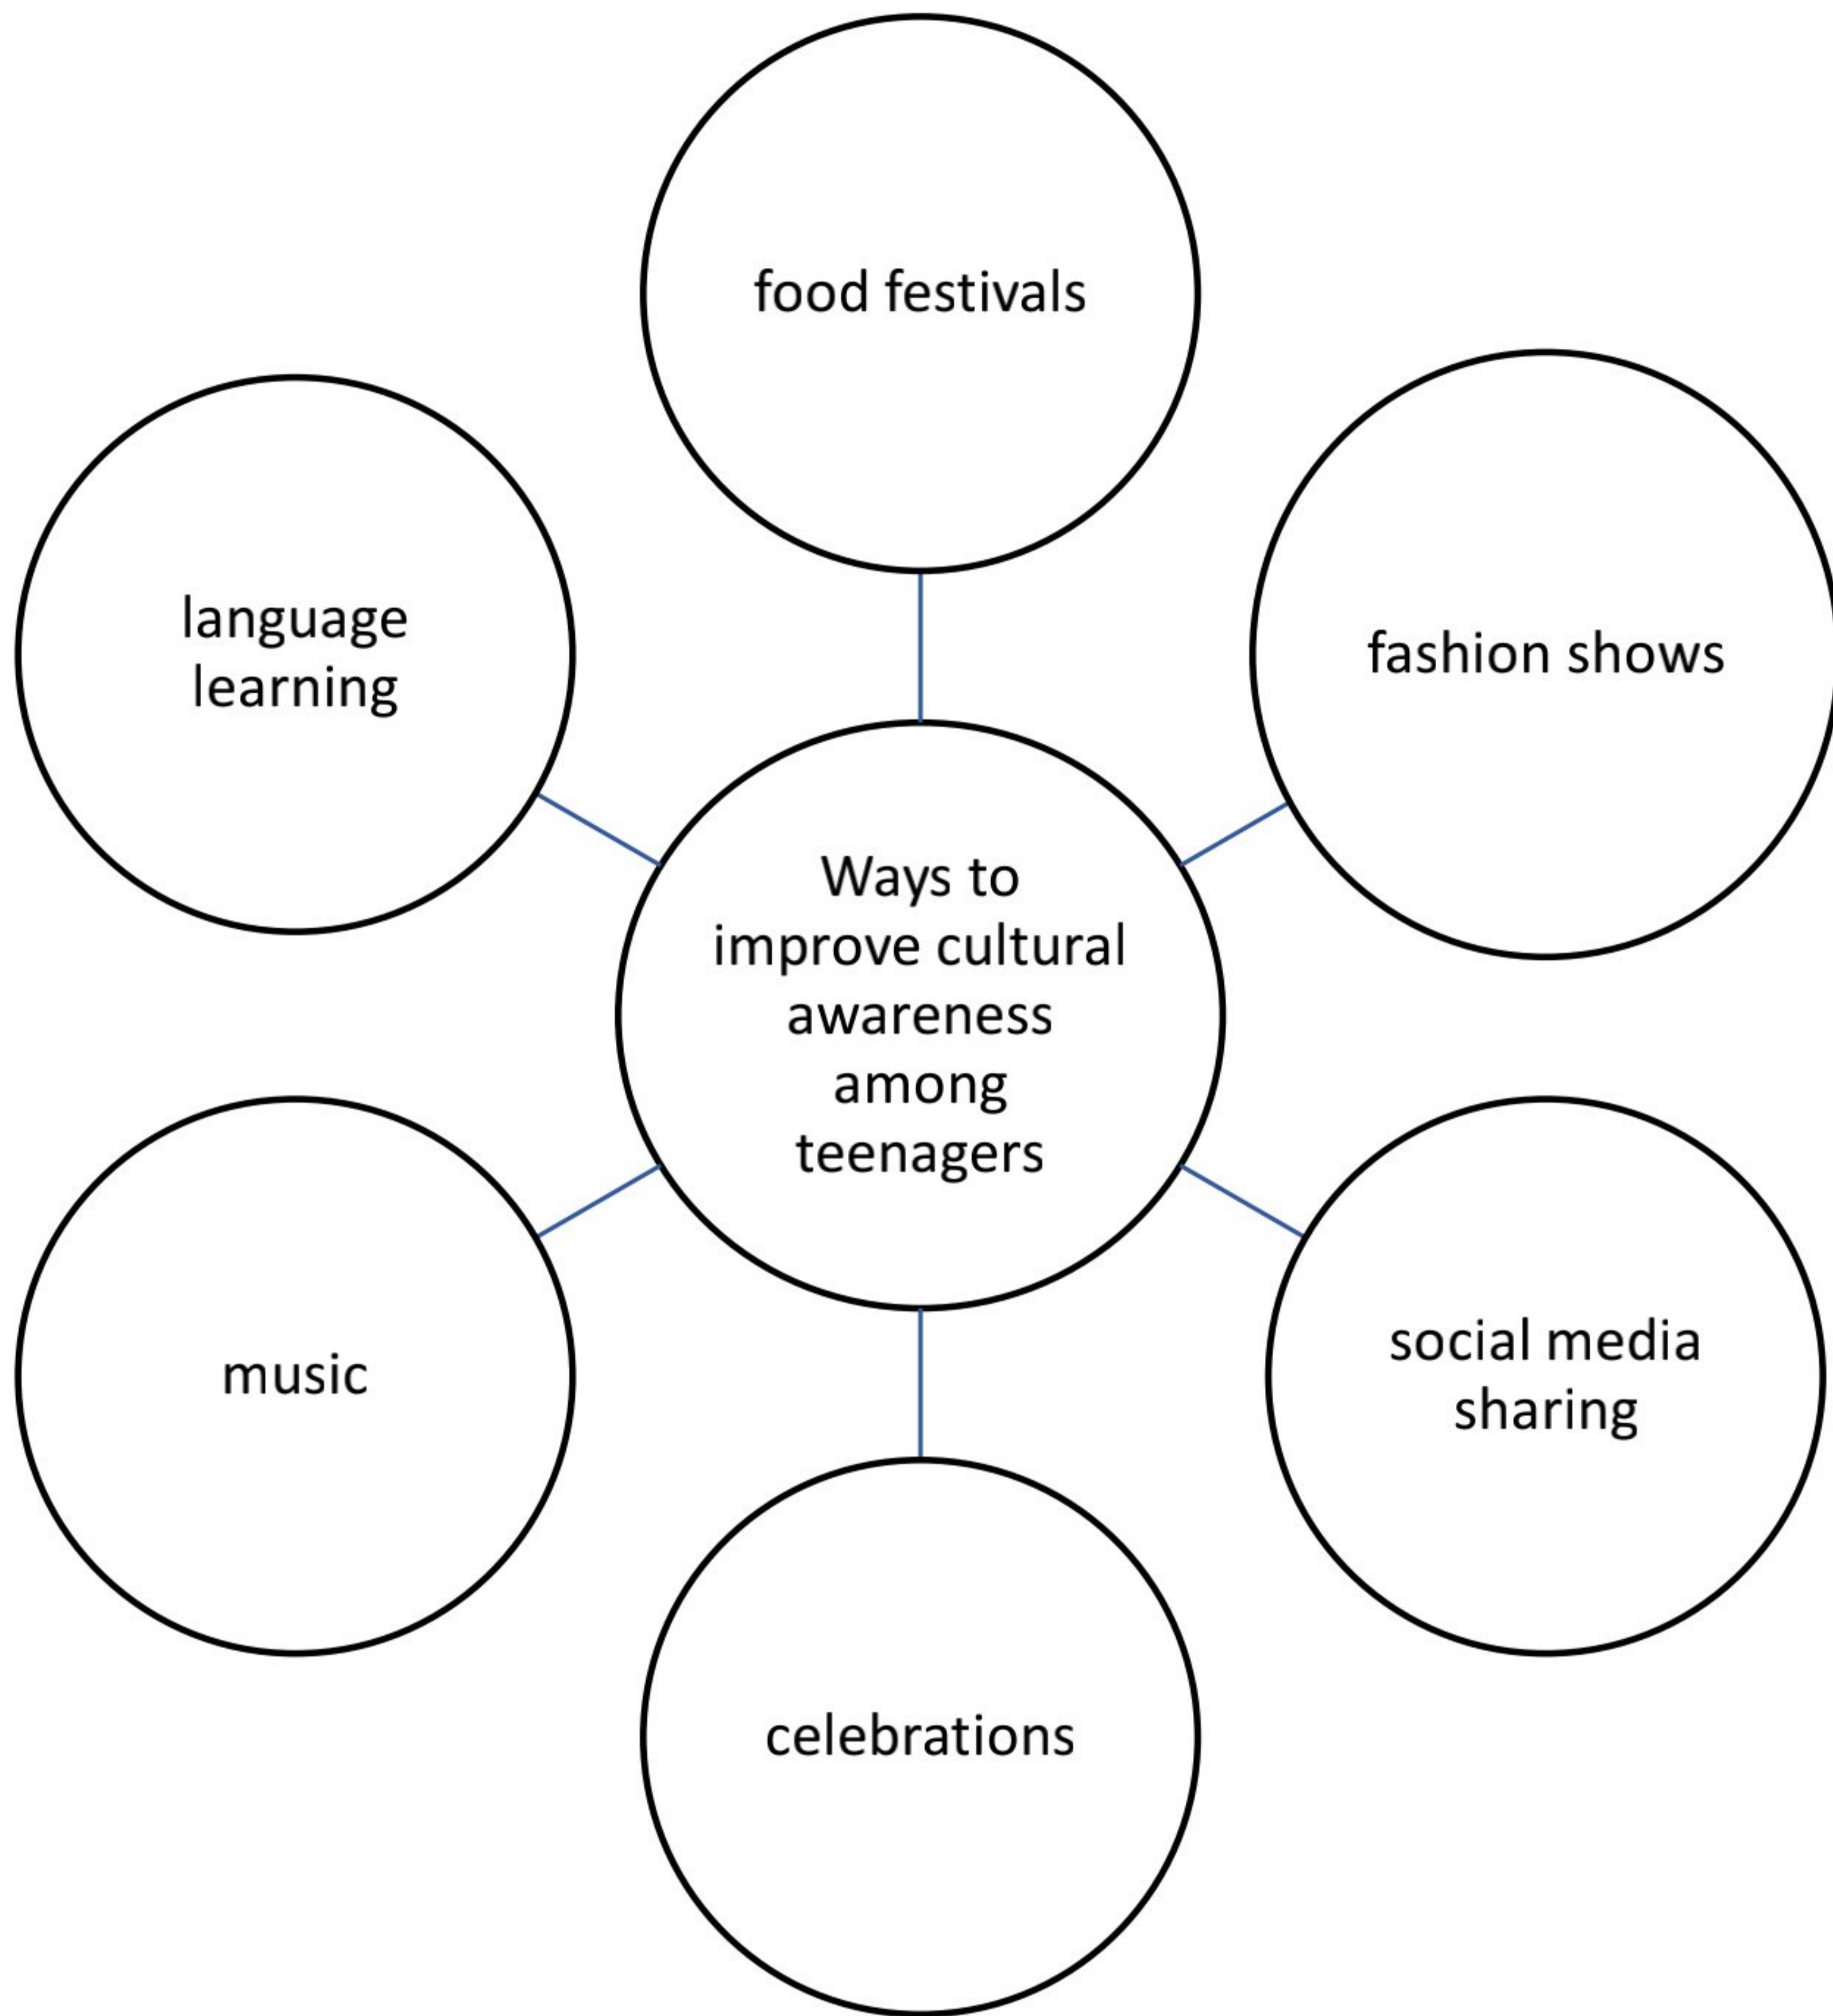 food festivals
language
learning
fashion shows
Ways to
improve cultural
awareness
among
teenagers
music
social media
sharing
celebrations